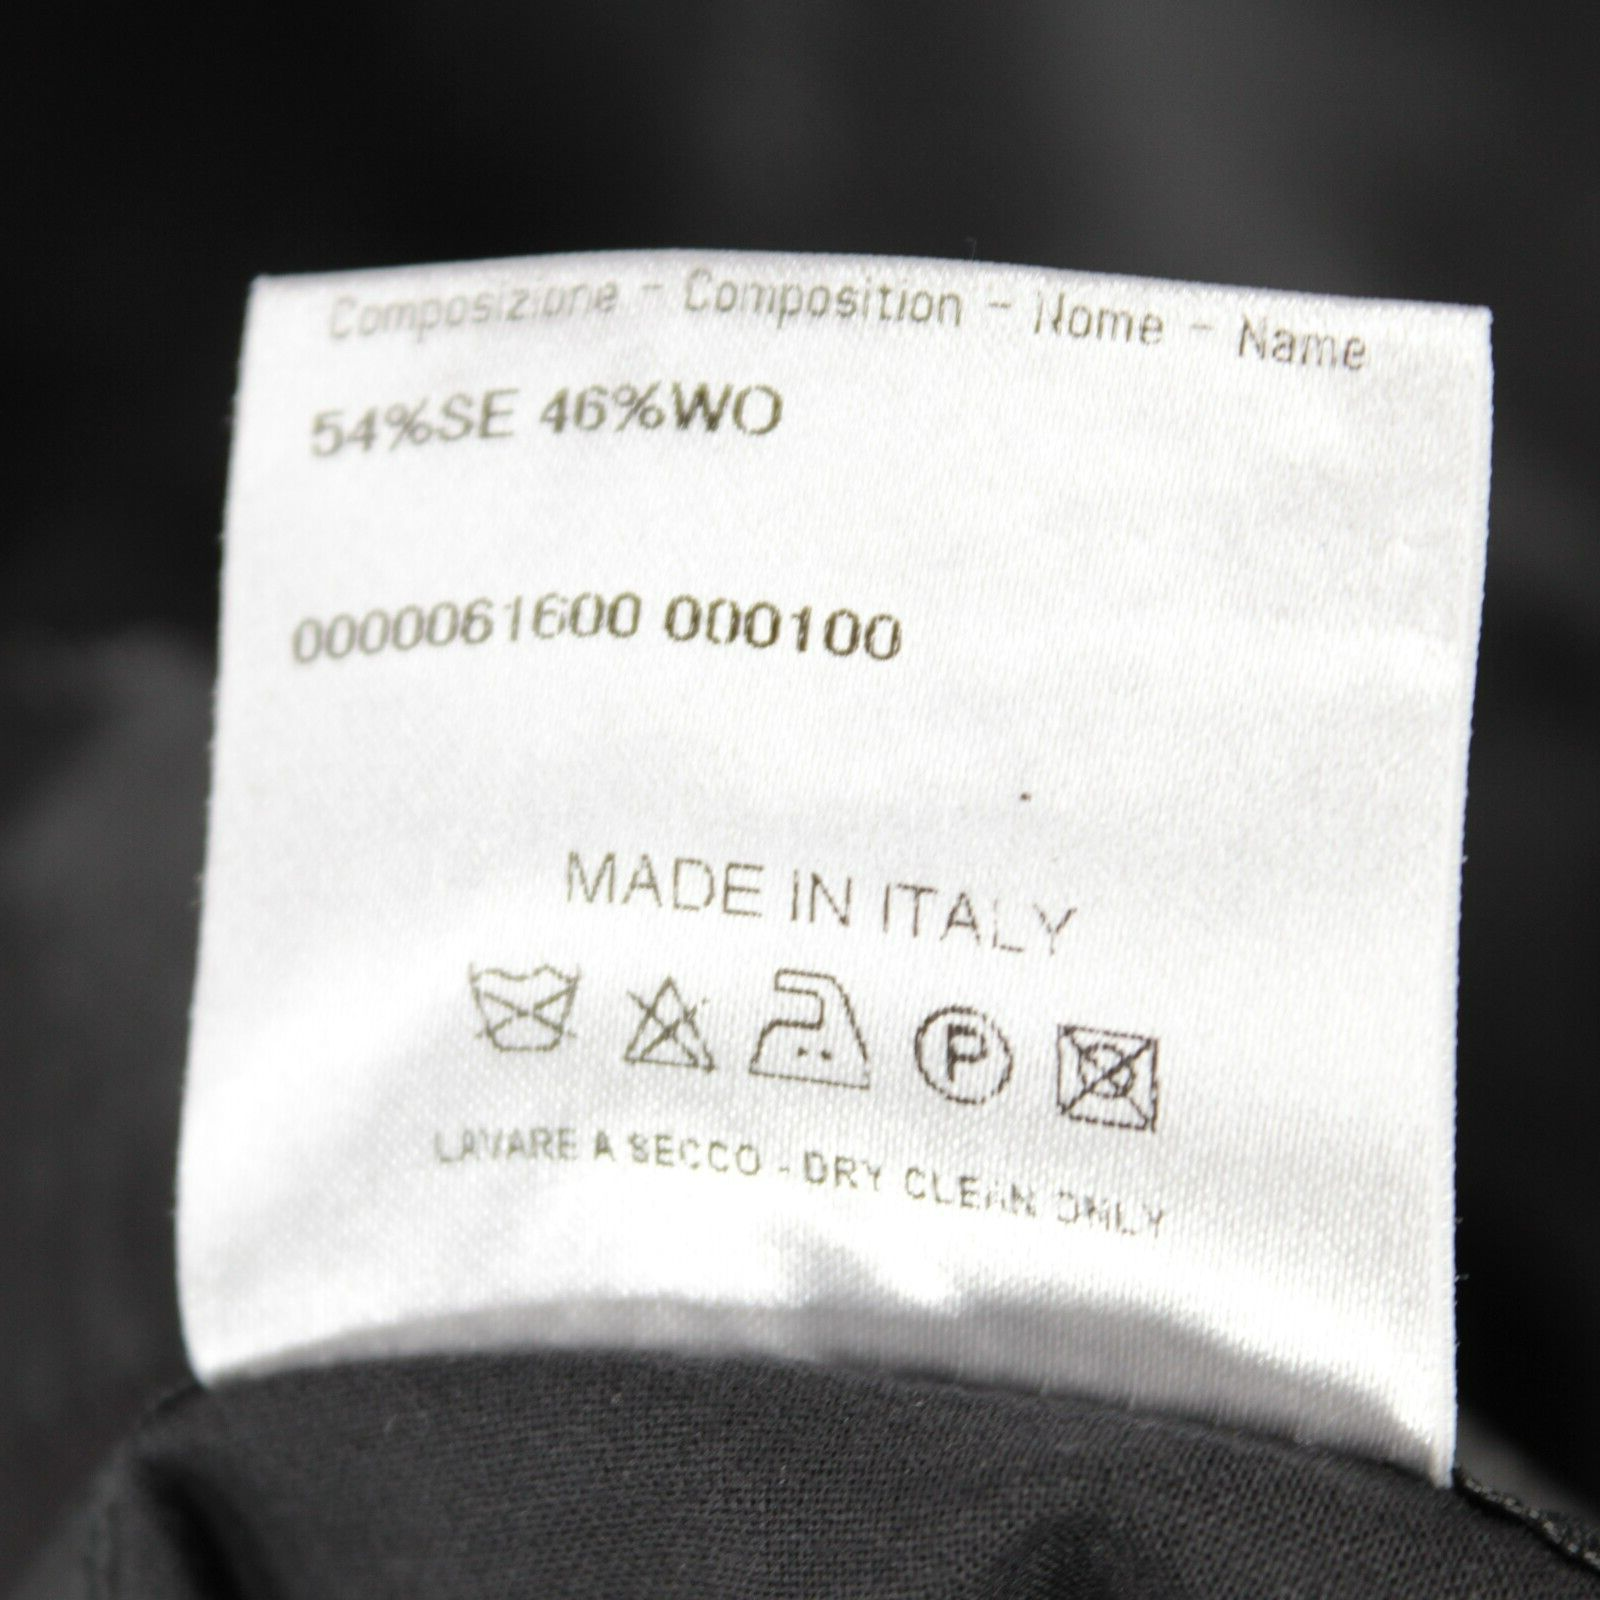 Composizione - Composition - Nome - Name
54%SE 46%WO
0000061600 000100
MADE IN ITALY
P
LAVARE A SECCO - DRY CLEAN ONLY